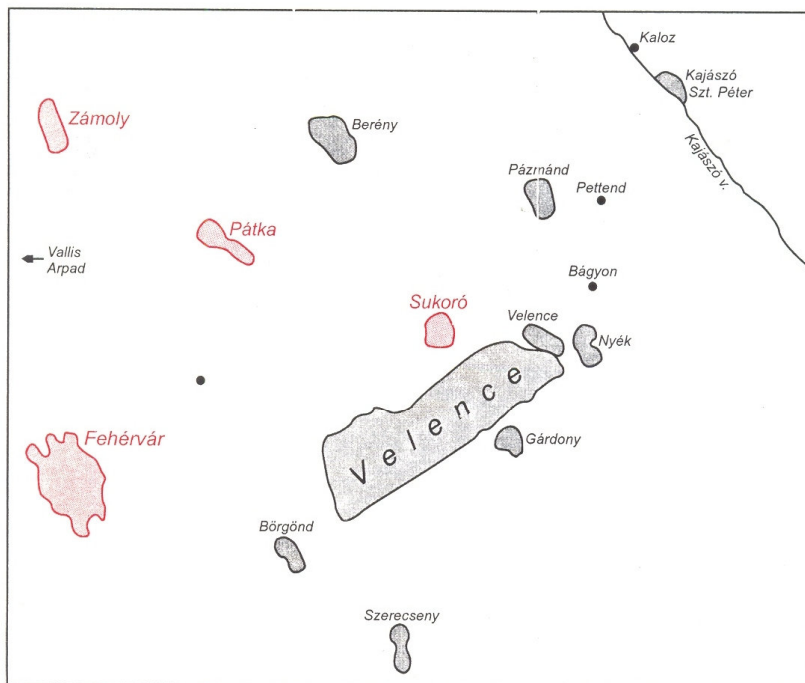 Kaloz
Kajászó
Szt. Péter
Zámoly
Berény
Kajászó v.
Pázmánd
Pettend
Pátka
Vallis
Arpad
Bágyon
Sukoró
Velence
Nyék
Velence
Fehérvár
Gárdony
Börgönd
Szerecseny